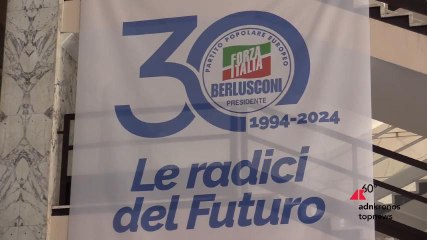 30
PARTITO POPOLARE EUROPEO
FORZA
ITALIA
BERLUSCONI
PRESIDENTE
1994-2024
Le radici
del Futuro
60"
adnkronos
topnews